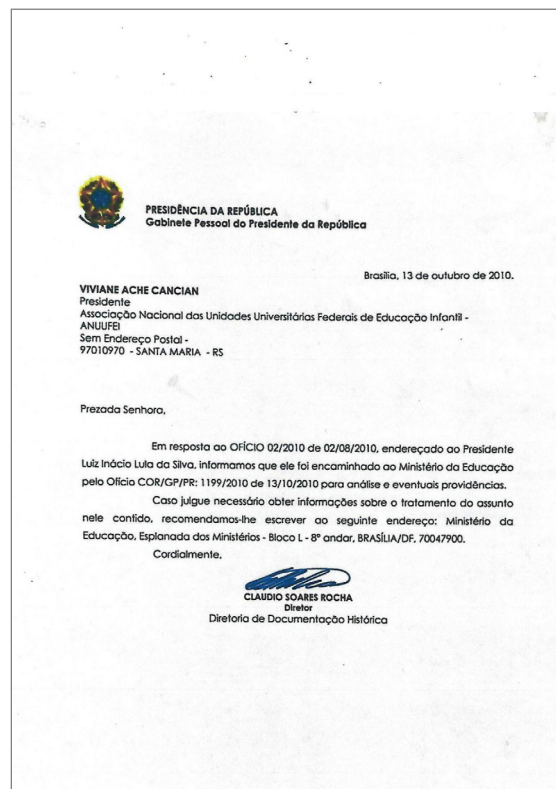 PRESIDÊNCIA DA REPÚBLICA
Gabinete Pessoal do Presidente da República
Brasília, 13 de outubro de 2010.
VIVIANE ACHE CANCIAN
Presidente
Associação Nacional das Unidades Universitárias Federais de Educação Infantil -
ANUUFEI
Sem Endereço Postal -
97010970 - SANTA MARIA - RS
Prezada Senhora,
Em resposta ao OFÍCIO 02/2010 de 02/08/2010, endereçado ao Presidente
Luiz Inácio Lula da Silva, informamos que ele foi encaminhado ao Ministério da Educação
pelo Ofício COR/GP/PR: 1199/2010 de 13/10/2010 para análise e eventuais providências.
Caso julgue necessário obter informações sobre o tratamento do assunto
nele contido, recomendamos-lhe escrever ao seguinte endereço: Ministério da
Educação, Esplanada dos Ministérios - Bloco L - 8º andar, BRASÍLIA/DF, 70047900.
Cordialmente,
CLAUDIO SOARES ROCHA
Diretor
Diretoria de Documentação Histórica